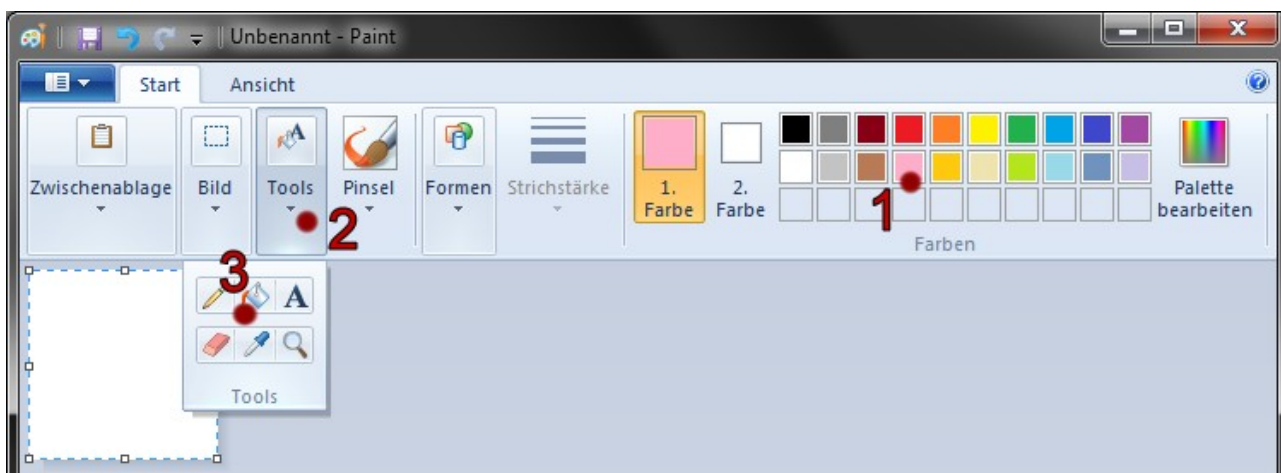 Unbenannt - Paint
Start Ansicht
Zwischenablage Bild Tools Pinsel Formen Strichstärke 1. Farbe 2. Farbe Palette bearbeiten
Farben
1
2
3
A
Tools